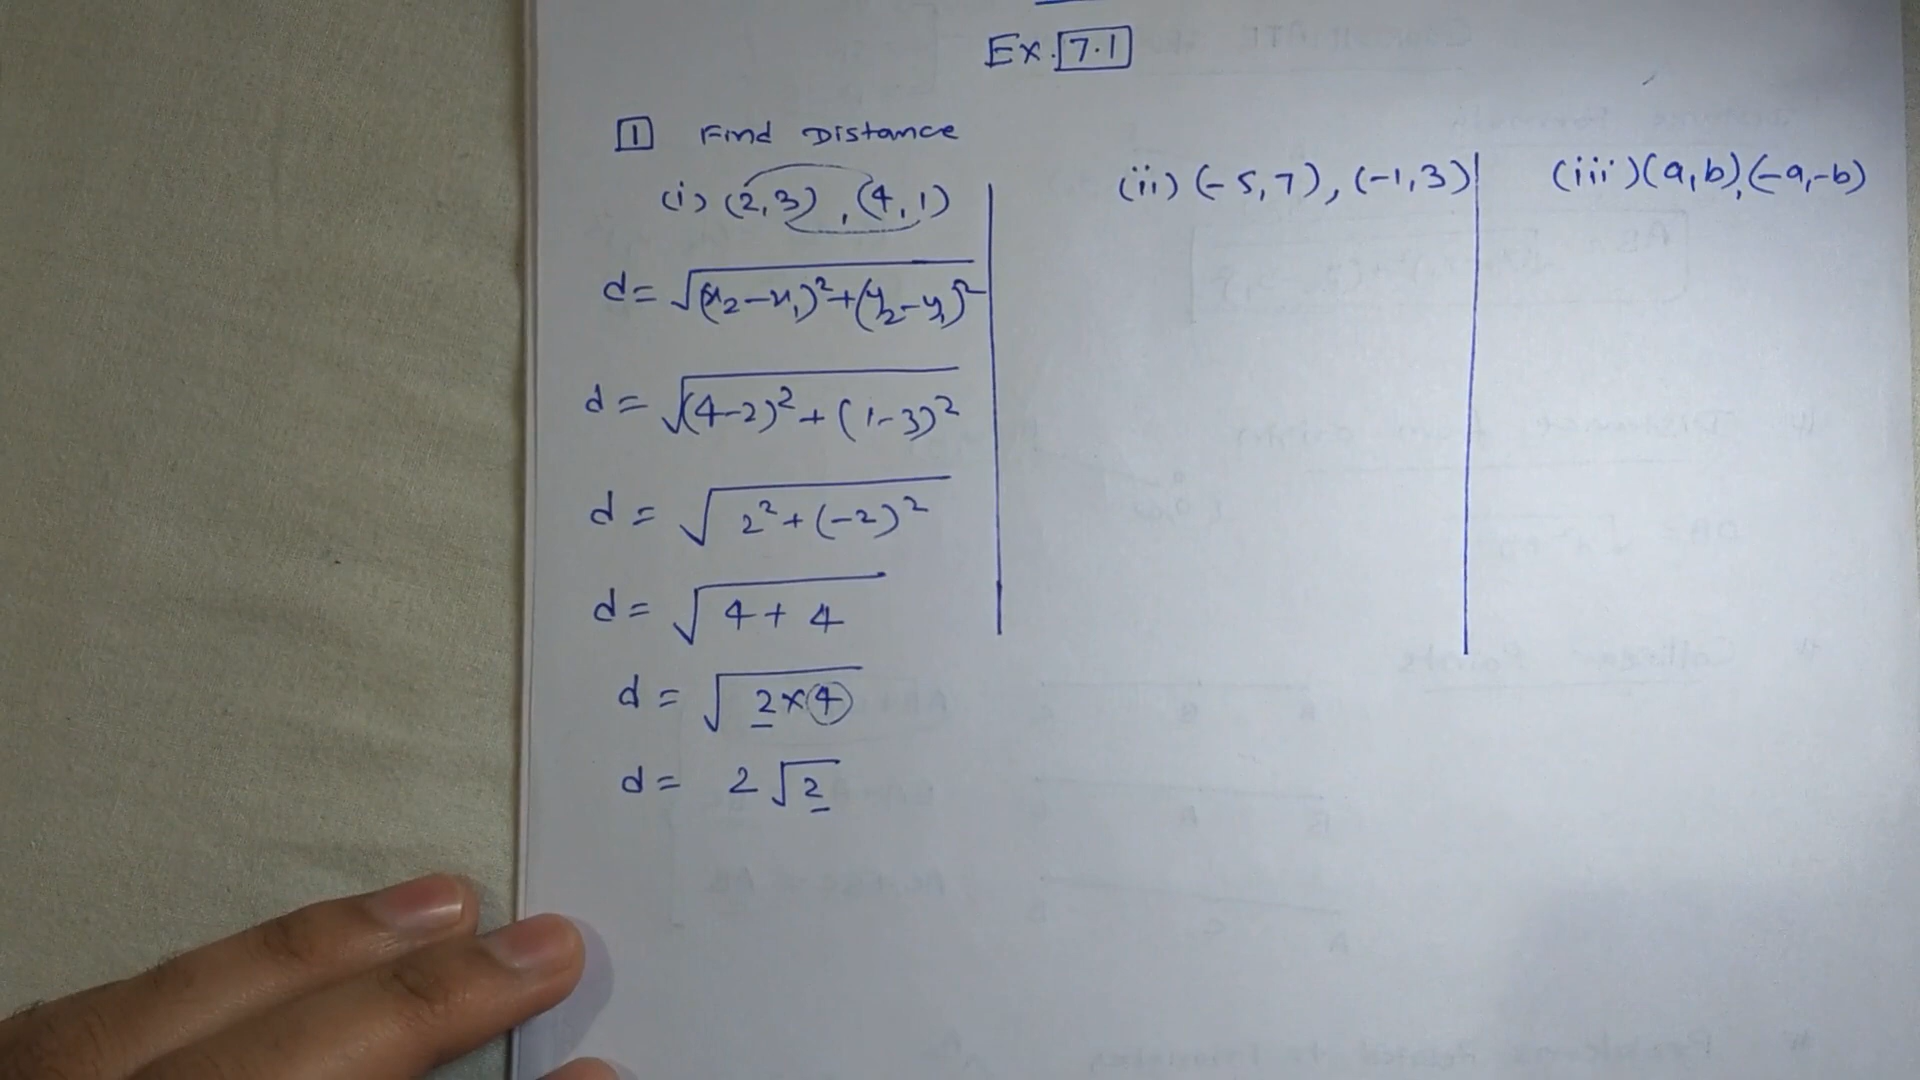 Ex. 7.1
1 Find Distance
(i) (2,3), (4,1)
d = √(x₂-x₁)²+(y₂-y₁)²
d = √(4-2)²+(1-3)²
d = √2²+(-2)²
d = √4+4
d = √2×4
d = 2√2
(ii) (-5,7), (-1,3)
(iii) (a,b), (-a,-b)